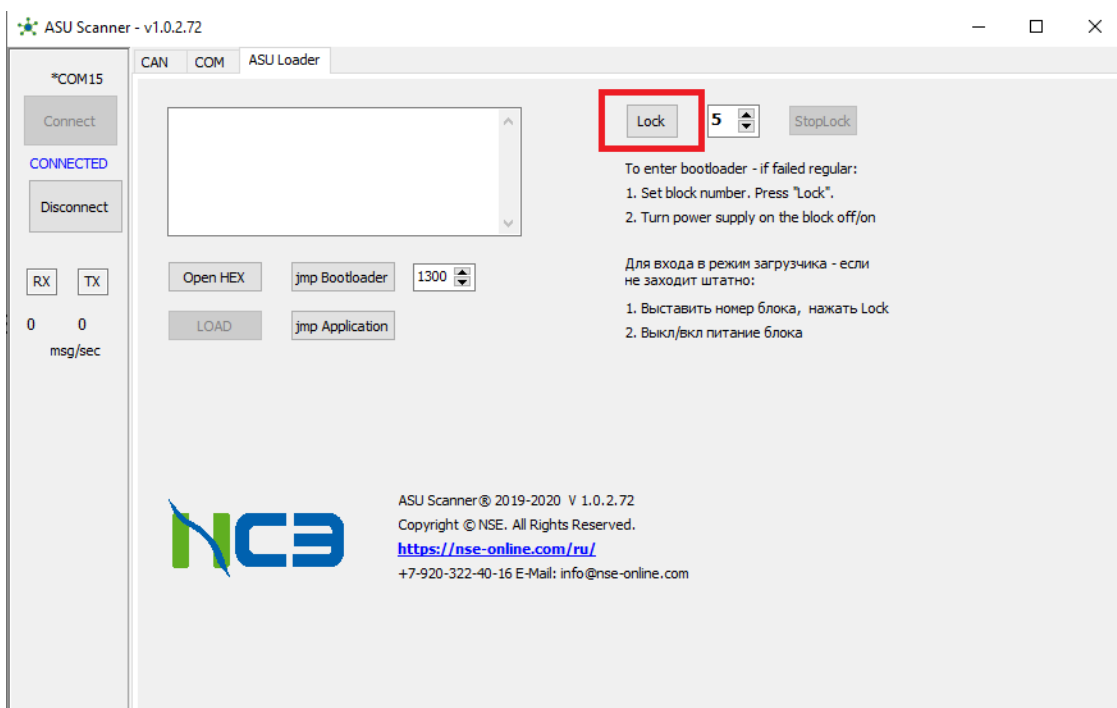 ASU Scanner - v1.0.2.72
CAN COM ASU Loader
*COM15
Connect
CONNECTED
Disconnect
RX TX
0 0
msg/sec
Open HEX jmp Bootloader 1300
LOAD jmp Application
Lock 5 StopLock
To enter bootloader - if failed regular:
1. Set block number. Press "Lock".
2. Turn power supply on the block off/on
Для входа в режим загрузчика - если
не заходит штатно:
1. Выставить номер блока, нажать Lock
2. Выкл/вкл питание блока
НСЭ
ASU Scanner® 2019-2020 V 1.0.2.72
Copyright © NSE. All Rights Reserved.
https://nse-online.com/ru/
+7-920-322-40-16 E-Mail: info@nse-online.com